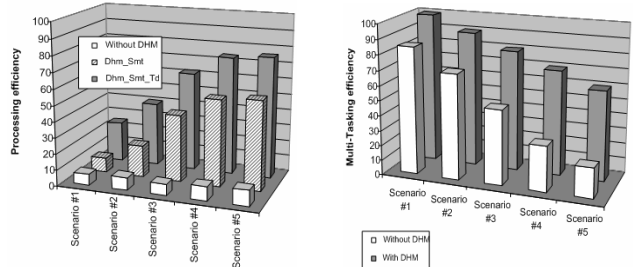 Processing efficiency
100
90
80
70
60
50
40
30
20
10
0
Without DHM
Dhm_Smt
Dhm_Smt_Td
Scenario #1
Scenario #2
Scenario #3
Scenario #4
Scenario #5
Multi-Tasking efficiency
100
90
80
70
60
50
40
30
20
10
0
Scenario
#1
Scenario
#2
Scenario
#3
Scenario
#4
Scenario
#5
Without DHM
With DHM